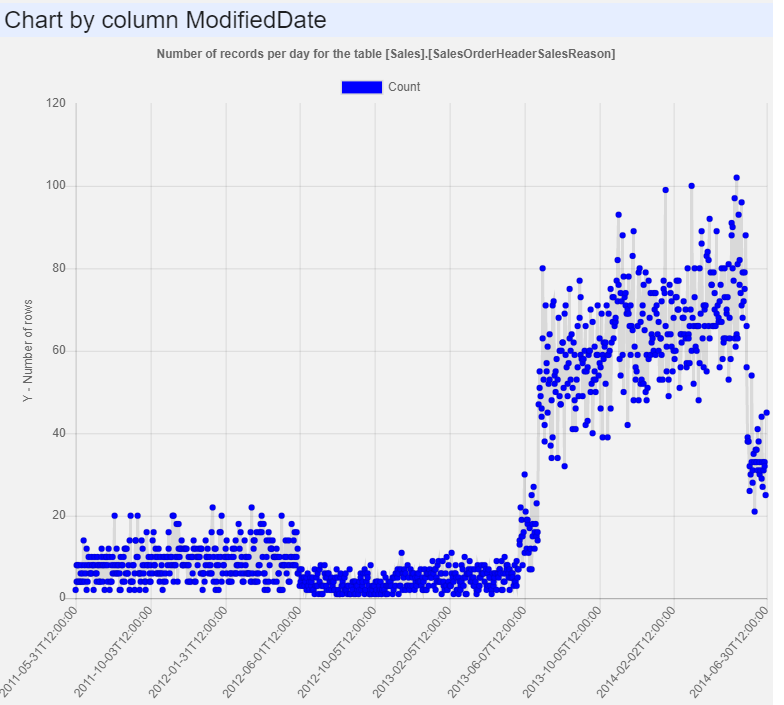 Chart by column ModifiedDate
Number of records per day for the table [Sales].[SalesOrderHeaderSalesReason]
Count
Y - Number of rows
120
100
80
60
40
20
0
2011-05-31T12:00:00
2011-10-03T12:00:00
2012-01-31T12:00:00
2012-06-01T12:00:00
2012-10-05T12:00:00
2013-02-05T12:00:00
2013-06-07T12:00:00
2013-10-05T12:00:00
2014-02-02T12:00:00
2014-06-30T12:00:00